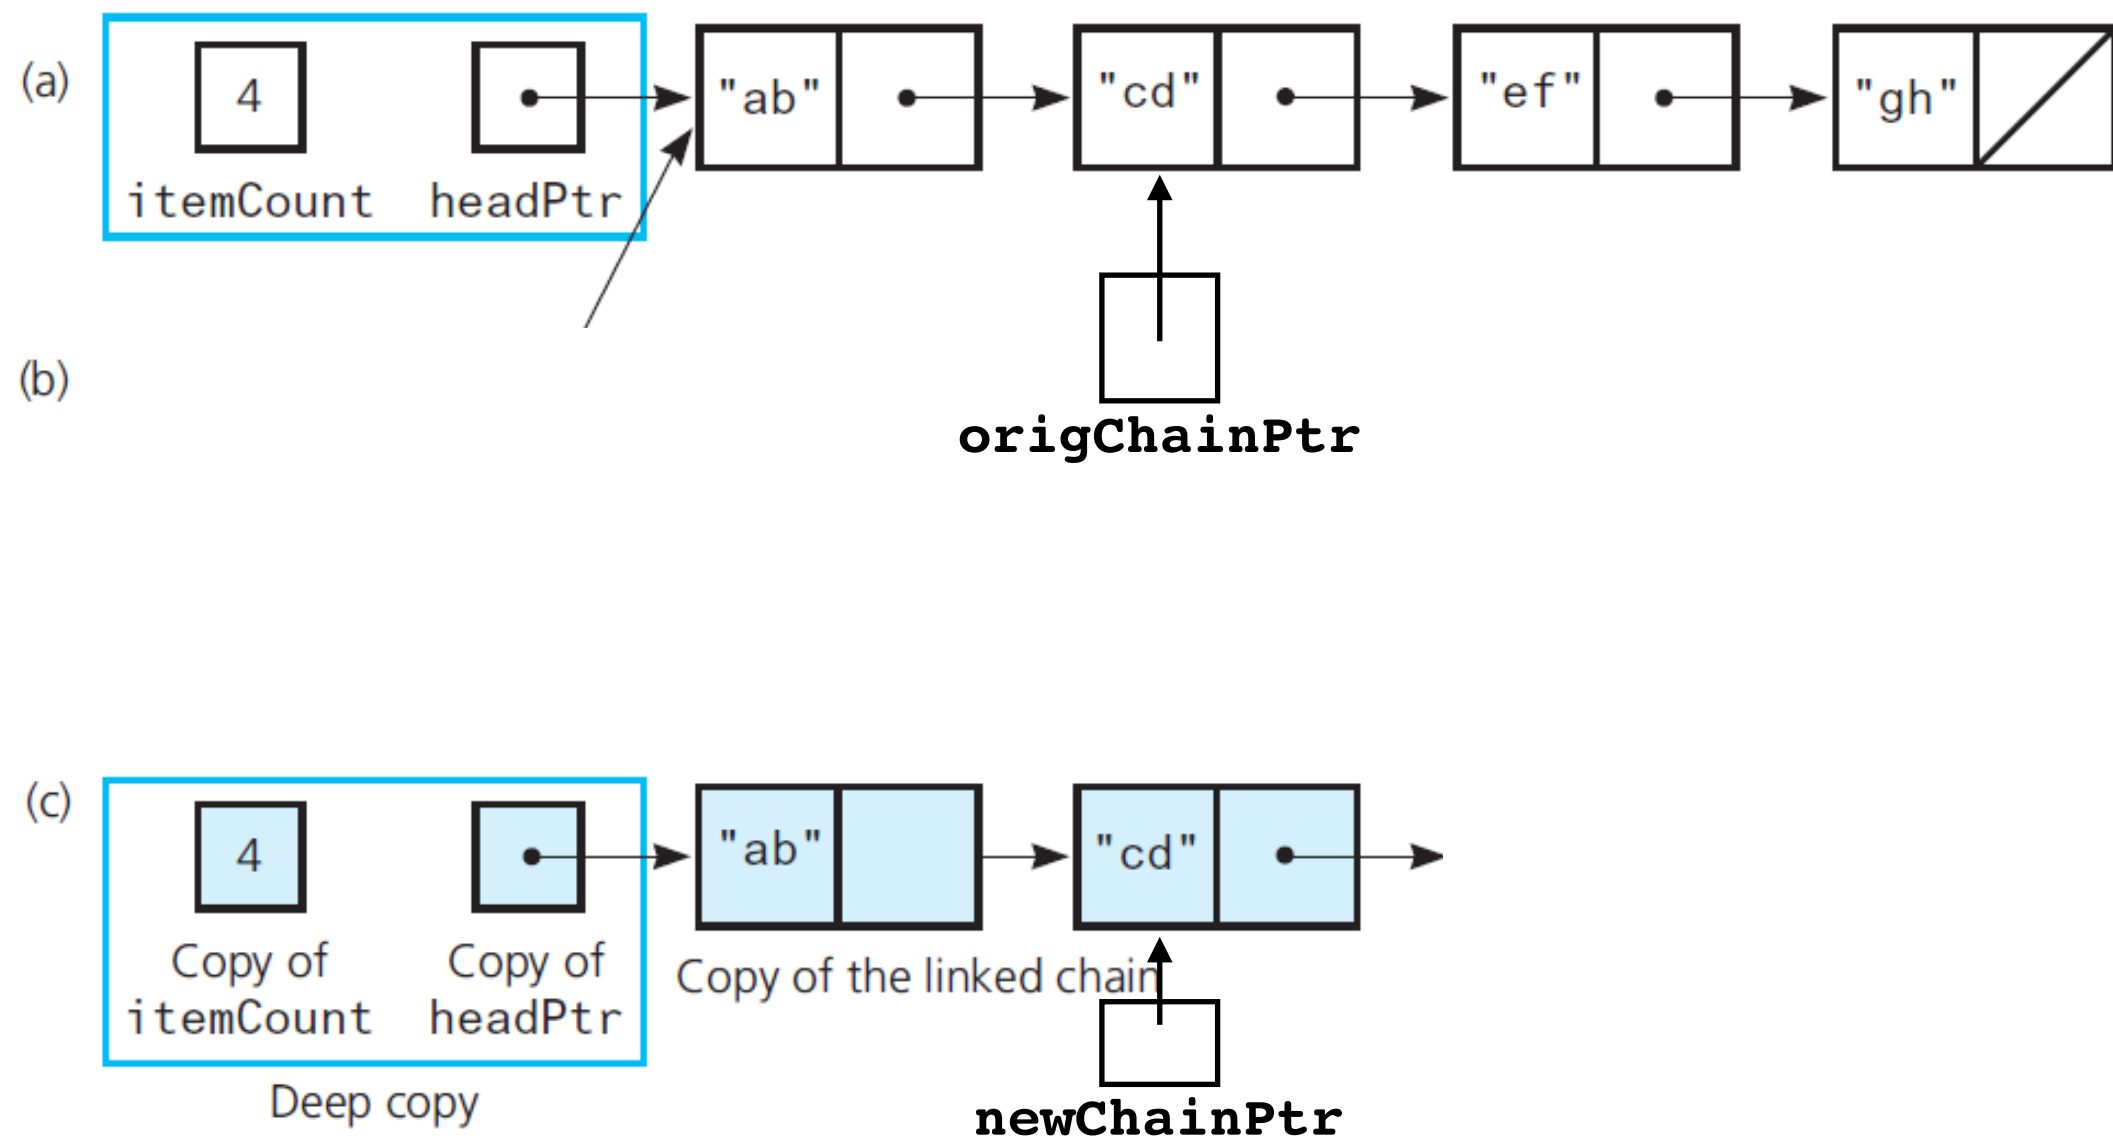 (a)
4
"ab"
"cd"
"ef"
"gh"
itemCount
headPtr
(b)
origChainPtr
(c)
4
"ab"
"cd"
Copy of
itemCount
Copy of
headPtr
Copy of the linked chain
Deep copy
newChainPtr